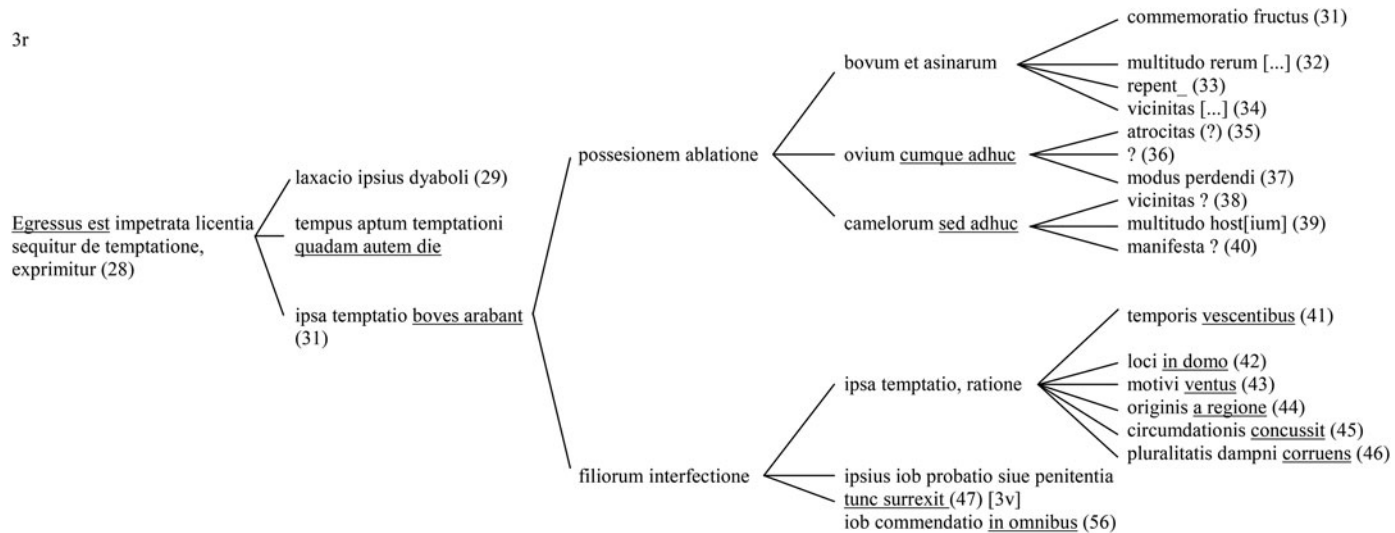 3r
Egressus est impetrata licentia
sequitur de temptatione,
exprimitur (28)
laxacio ipsius dyaboli (29)
tempus aptum temptationi
quadam autem die
ipsa temptatio boves arabant
(31)
possesionem ablatione
bovum et asinarum
commemoratio fructus (31)
multitudo rerum [...] (32)
repent_ (33)
vicinitas [...] (34)
ovium cumque adhuc
atrocitas (?) (35)
? (36)
modus perdendi (37)
camelorum sed adhuc
vicinitas ? (38)
multitudo host[ium] (39)
manifesta ? (40)
filiorum interfectione
ipsa temptatio, ratione
temporis vescentibus (41)
loci in domo (42)
motivi ventus (43)
originis a regione (44)
circumdationis concussit (45)
pluralitatis dampni corruens (46)
ipsius iob probatio siue penitentia
tunc surrexit (47) [3v]
iob commendatio in omnibus (56)